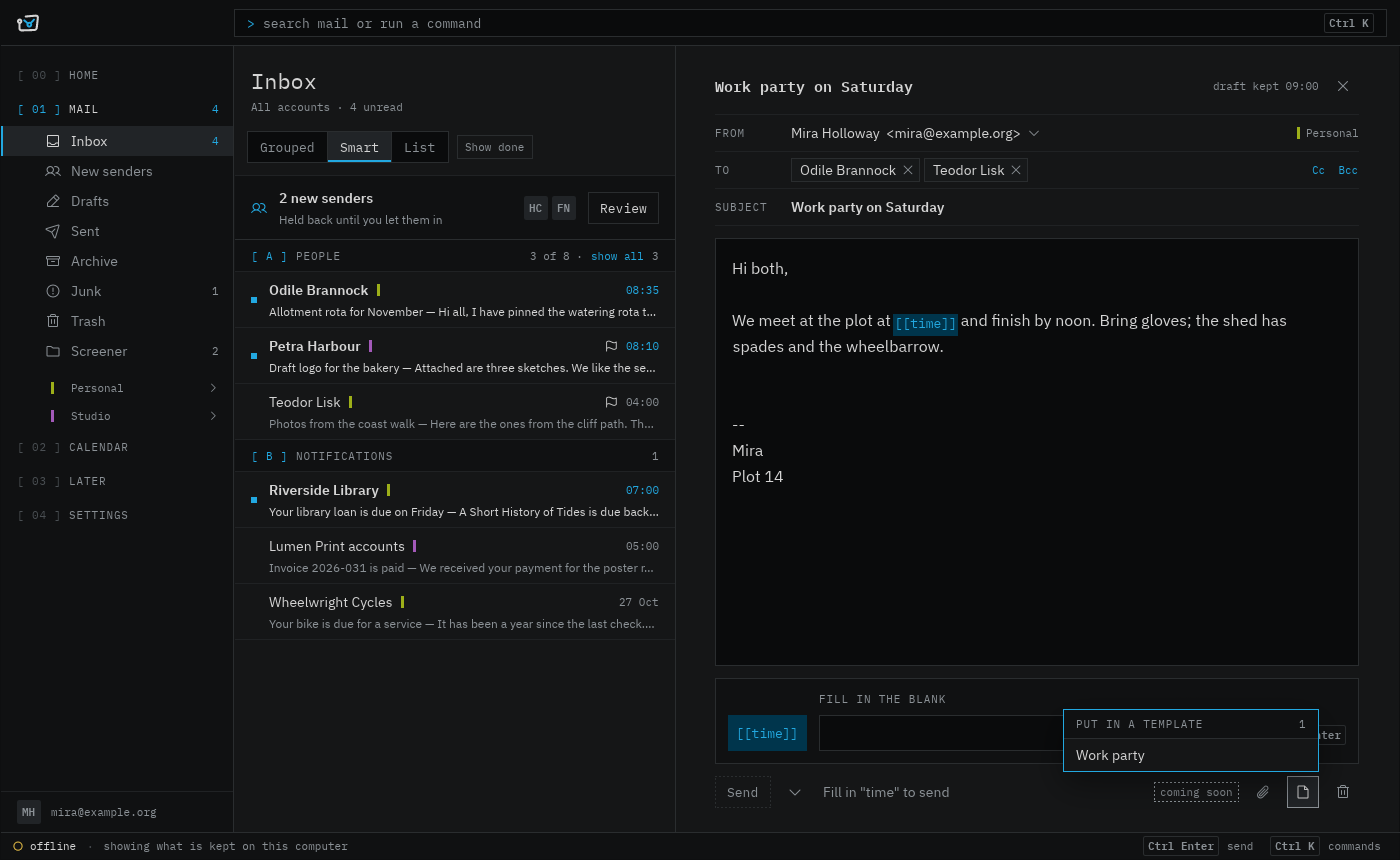 > search mail or run a command Ctrl K
[ 00 ] HOME
[ 01 ] MAIL 4
Inbox 4
New senders
Drafts
Sent
Archive
Junk 1
Trash
Screener 2
Personal
Studio
[ 02 ] CALENDAR
[ 03 ] LATER
[ 04 ] SETTINGS
MH mira@example.org
Inbox
All accounts · 4 unread
Grouped Smart List Show done
2 new senders
Held back until you let them in
HC FN Review
[ A ] PEOPLE 3 of 8 · show all 3
Odile Brannock 08:35
Allotment rota for November — Hi all, I have pinned the watering rota t…
Petra Harbour 08:10
Draft logo for the bakery — Attached are three sketches. We like the se…
Teodor Lisk 04:00
Photos from the coast walk — Here are the ones from the cliff path. Th…
[ B ] NOTIFICATIONS 1
Riverside Library 07:00
Your library loan is due on Friday — A Short History of Tides is due back…
Lumen Print accounts 05:00
Invoice 2026-031 is paid — We received your payment for the poster r…
Wheelwright Cycles 27 Oct
Your bike is due for a service — It has been a year since the last check.…
Work party on Saturday draft kept 09:00
FROM Mira Holloway <mira@example.org> Personal
TO Odile Brannock Teodor Lisk Cc Bcc
SUBJECT Work party on Saturday
Hi both,
We meet at the plot at [[time]] and finish by noon. Bring gloves; the shed has
spades and the wheelbarrow.
--
Mira
Plot 14
FILL IN THE BLANK
[[time]]
PUT IN A TEMPLATE 1
Work party
Send Fill in "time" to send coming soon
offline · showing what is kept on this computer
Ctrl Enter send Ctrl K commands